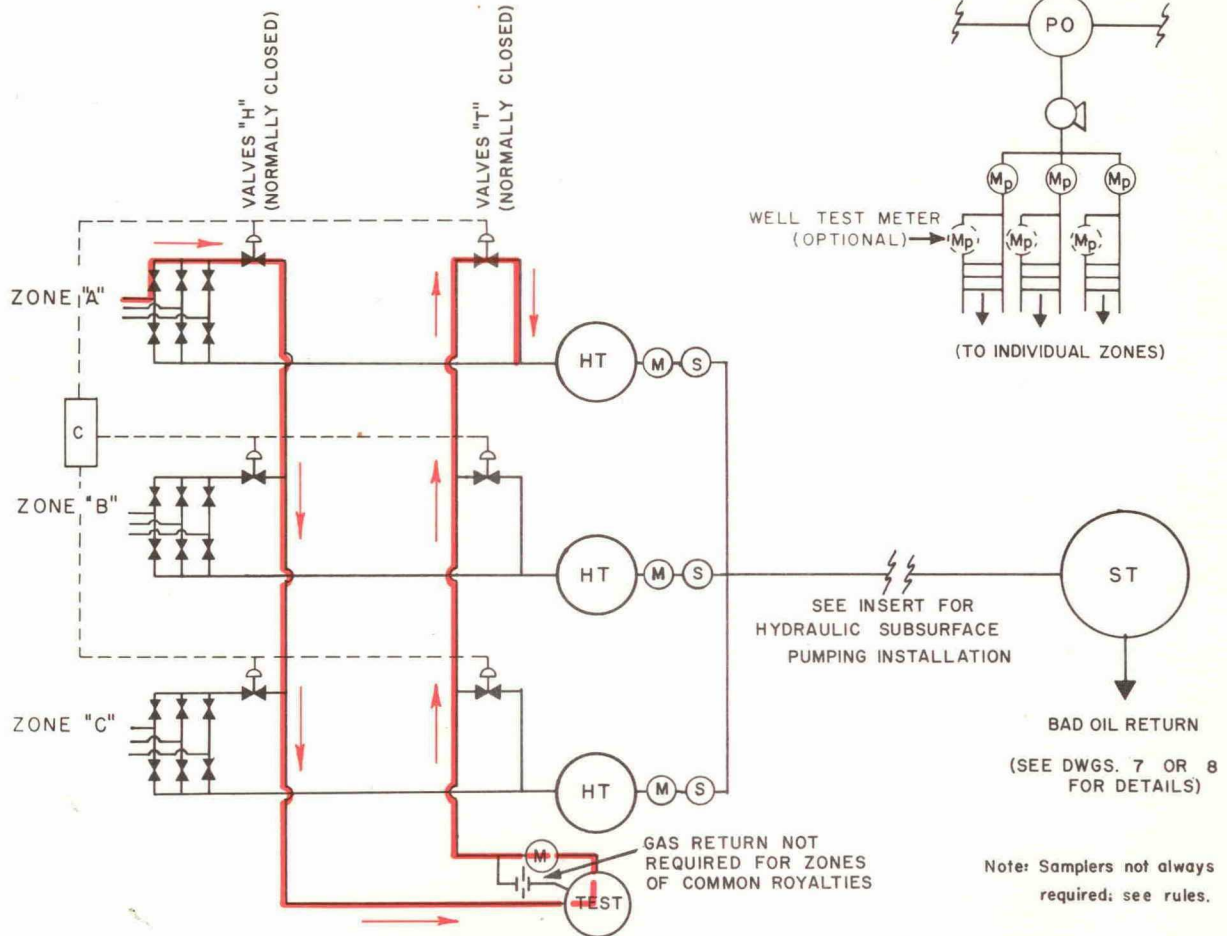 VALVES "H"
(NORMALLY CLOSED)
VALVES "T"
(NORMALLY CLOSED)
PO
Mp
Mp
Mp
WELL TEST METER
(OPTIONAL)
Mp
Mp
Mp
(TO INDIVIDUAL ZONES)
ZONE "A"
HT
M
S
C
ZONE "B"
HT
M
S
ST
SEE INSERT FOR
HYDRAULIC SUBSURFACE
PUMPING INSTALLATION
ZONE "C"
HT
M
S
BAD OIL RETURN
(SEE DWGS. 7 OR 8
FOR DETAILS)
M
GAS RETURN NOT
REQUIRED FOR ZONES
OF COMMON ROYALTIES
TEST
Note: Samplers not always
required; see rules.